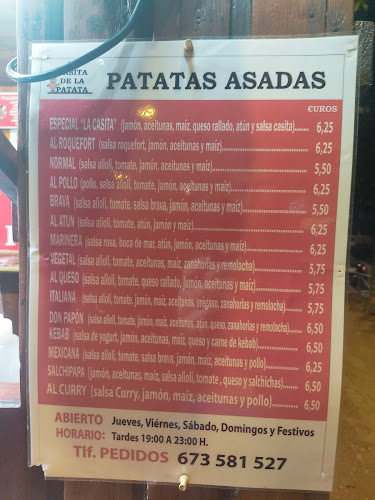 CASITA
DE LA
PATATA
PATATAS ASADAS
€UROS
ESPECIAL "LA CASITA" (jamón, aceitunas, maíz, queso rallado, atún y salsa casita)....... 6,25
AL ROQUEFORT (salsa roquefort, jamón, aceitunas y maíz)................ 6,25
NORMAL (salsa alioli, tomate, jamón, aceitunas y maíz)................ 5,50
AL POLLO (pollo, salsa alioli, tomate, jamón, aceitunas y maíz)................ 6,25
BRAVA (salsa alioli, tomate, salsa brava, jamón, aceitunas y maíz)................ 5,50
AL ATUN (salsa alioli, tomate, atún, jamón y maíz)................ 6,25
MARINERA (salsa rosa, boca de mar, atún, jamón, aceitunas y maíz)................ 6,25
VEGETAL (salsa alioli, tomate, aceitunas, maíz, zanahorias y remolacha)........ 5,75
AL QUESO (salsa alioli, tomate, queso rallado, jamón, aceitunas y maíz)........ 5,75
ITALIANA (salsa alioli, tomate, jamón, maíz, aceitunas, oregano, zanahorias y remolacha)........ 5,75
DON PAPÓN (salsa alioli, tomate, jamón, maíz, aceitunas, atún, queso, zanahorias y remolacha)...... 6,50
KEBAB (salsa de yogurt, jamón, maíz, aceitunas, queso y carne de kebab)........ 6,50
MEXICANA (salsa alioli, tomate, salsa brava, jamón, maíz, aceitunas y pollo)........ 6,25
SALCHIPAPA (jamón, aceitunas, maíz, salsa alioli, tomate, queso y salchichas)........ 6,50
AL CURRY (salsa Curry, jamón, maíz, aceitunas y pollo)........ 6,50
ABIERTO Jueves, Viérnes, Sábado, Domingos y Festivos
HORARIO: Tardes 19:00 A 23:00 H.
Tlf. PEDIDOS 673 581 527